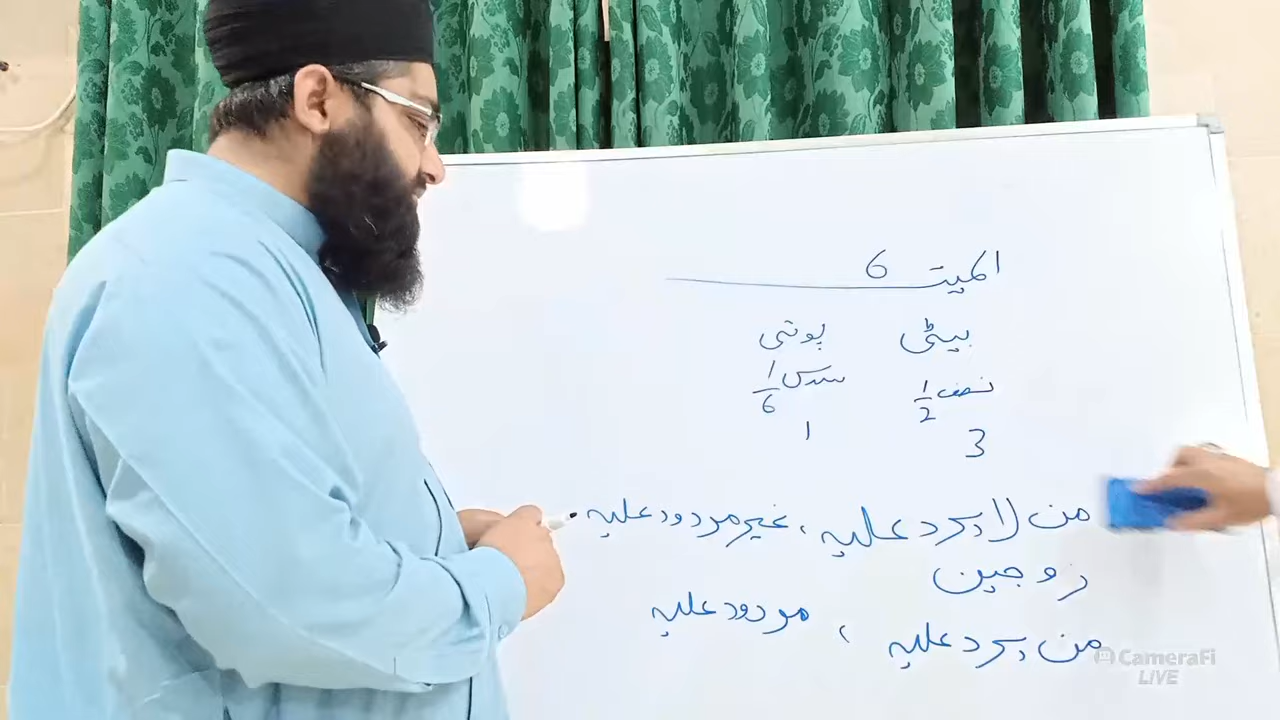 المیت 6
بیٹی پوتی
نصف 1/2 سدس 1/6
3 1
من لا یرد علیہ ، غیر مردود علیہ
زوجین
من یرد علیہ ، مردود علیہ
CameraFi
LIVE